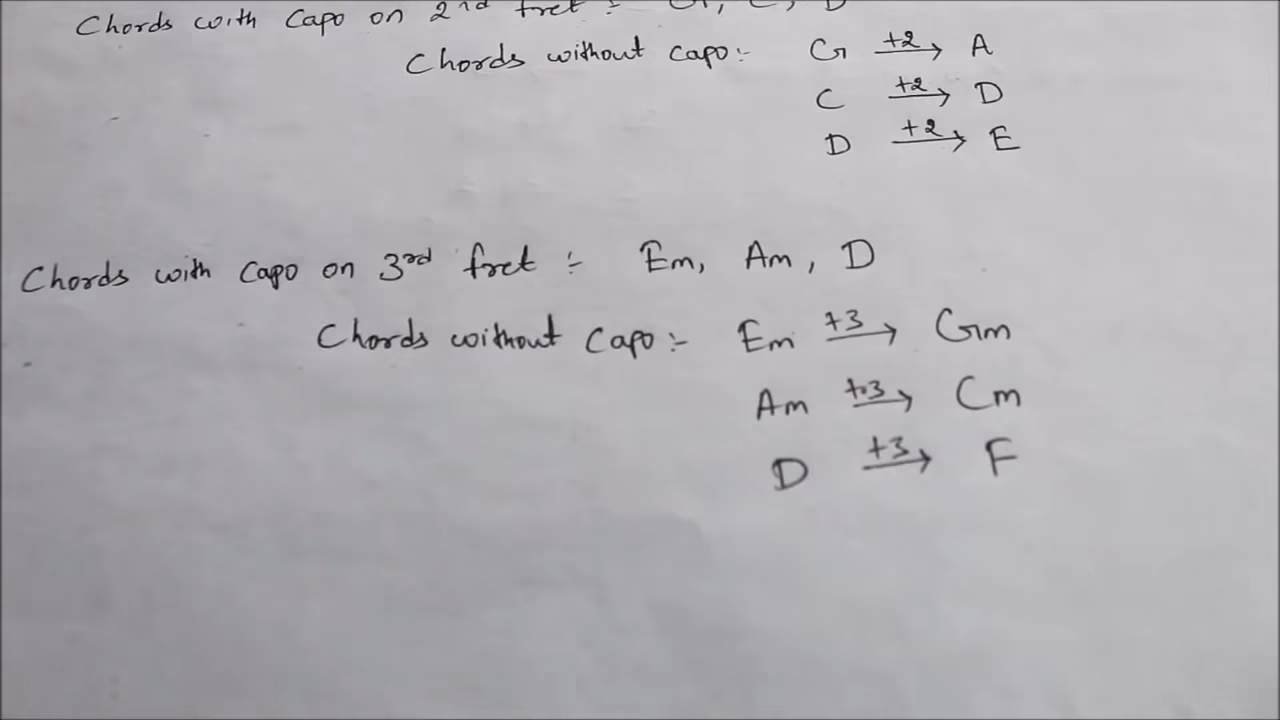 Chords with Capo on 2nd fret :- G, C, D
Chords without capo :- G +2→ A
C +2→ D
D +2→ E
Chords with Capo on 3rd fret :- Em, Am, D
Chords without Capo :- Em +3→ Gm
Am +3→ Cm
D +3→ F